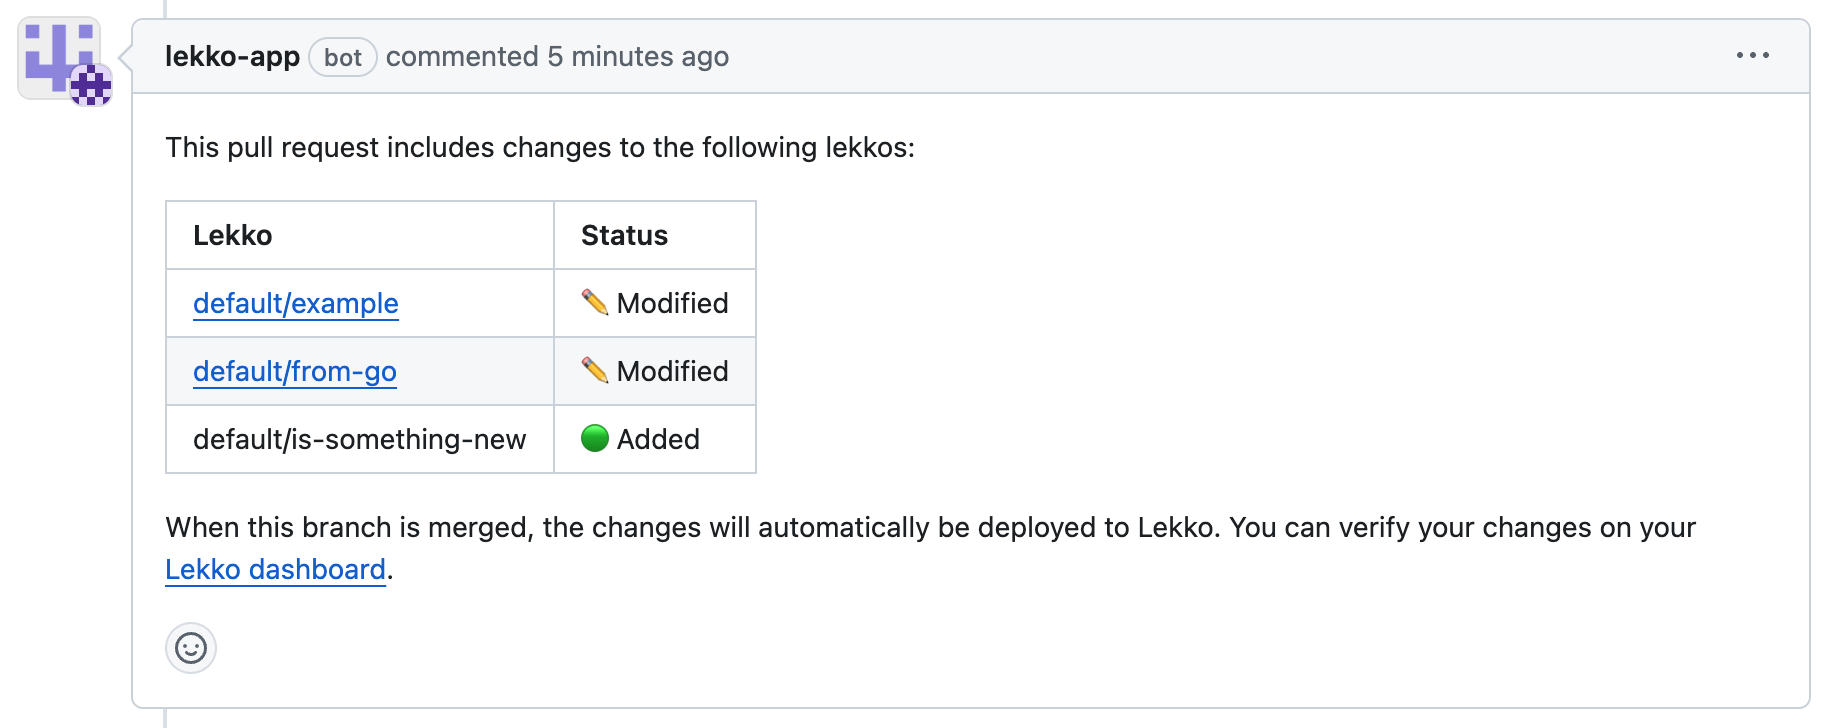 lekko-app bot commented 5 minutes ago
This pull request includes changes to the following lekkos:
Lekko Status
default/example ✏️ Modified
default/from-go ✏️ Modified
default/is-something-new 🟢 Added
When this branch is merged, the changes will automatically be deployed to Lekko. You can verify your changes on your
Lekko dashboard.